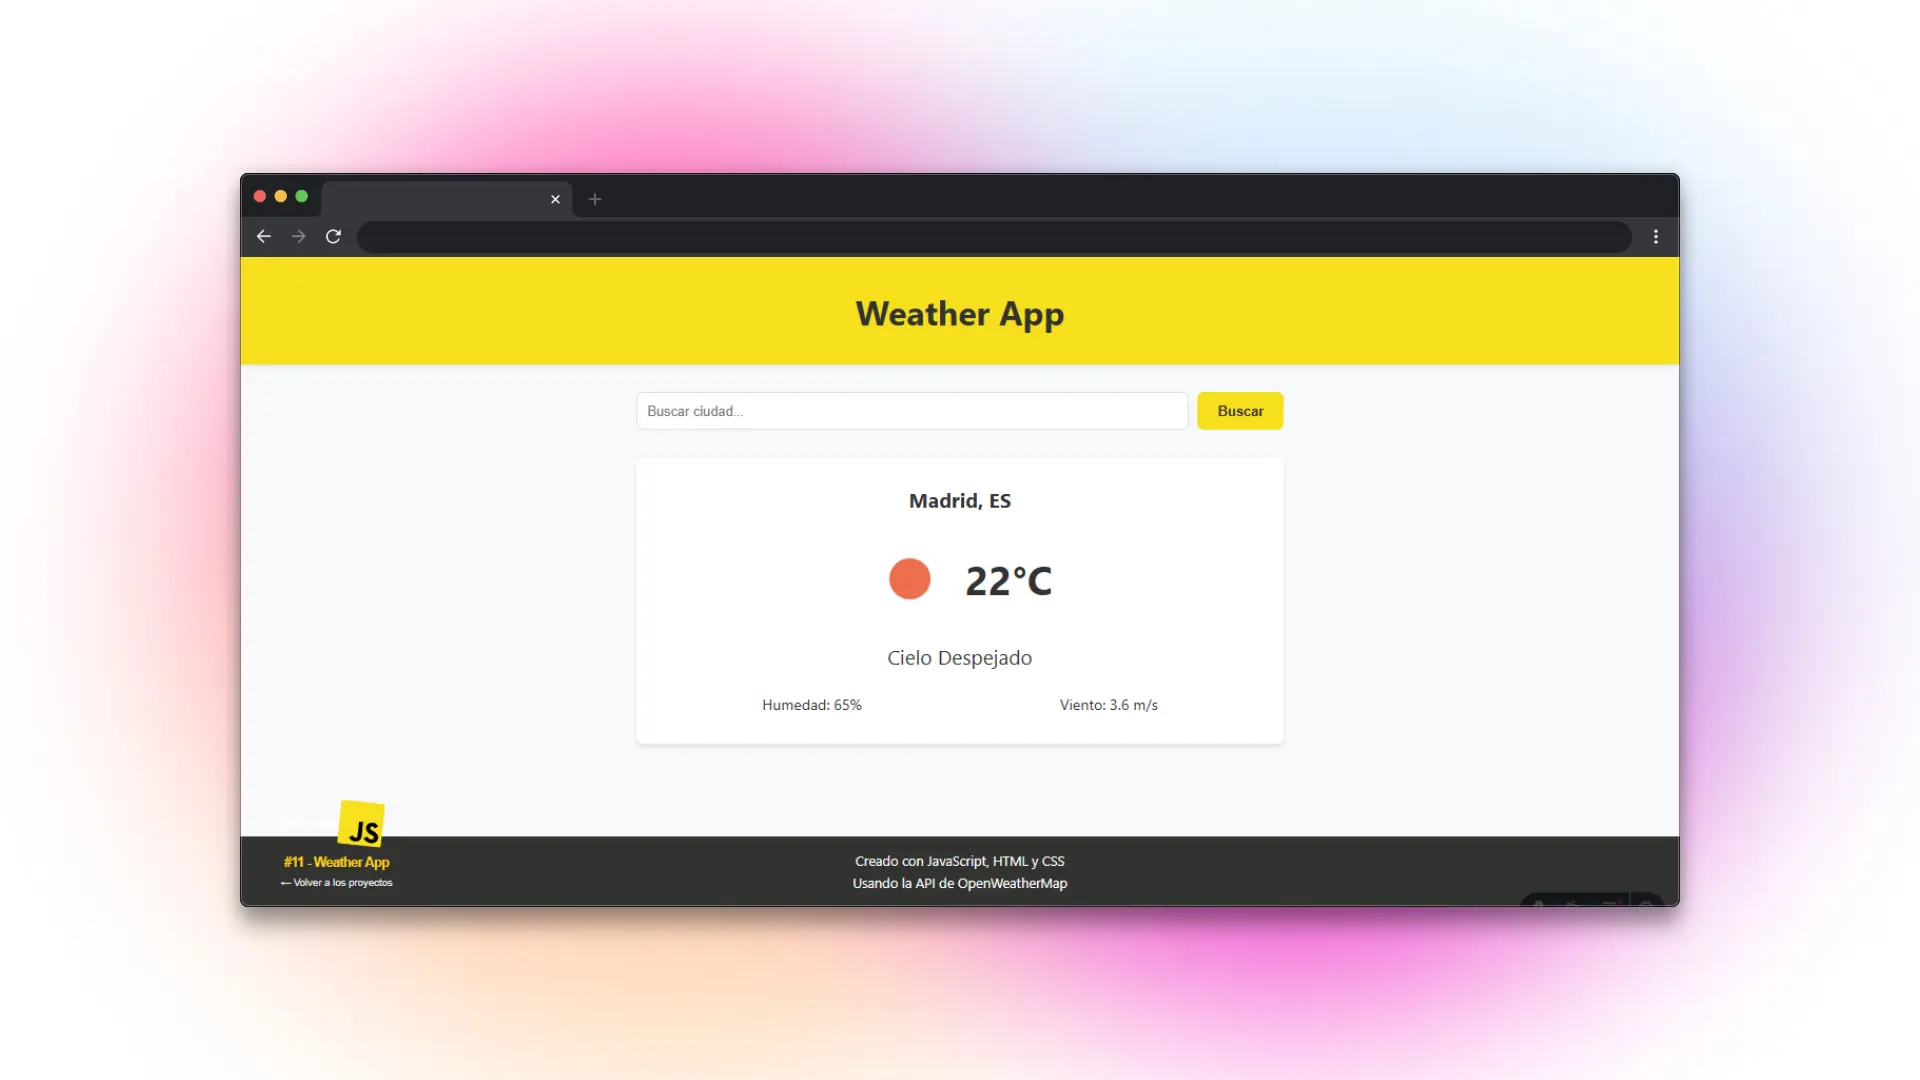 Weather App
Buscar ciudad...
Buscar
Madrid, ES
22°C
Cielo Despejado
Humedad: 65%
Viento: 3.6 m/s
JS
#11 - Weather App
← Volver a los proyectos
Creado con JavaScript, HTML y CSS
Usando la API de OpenWeatherMap